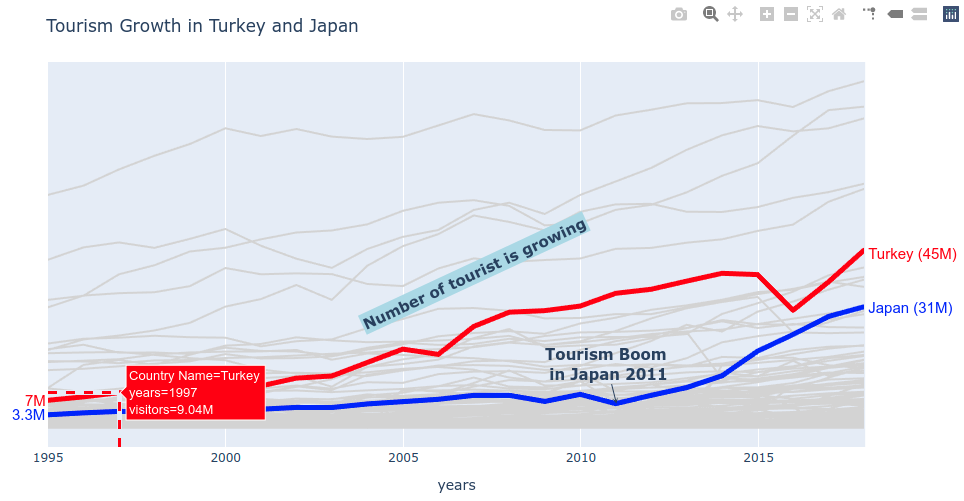 Tourism Growth in Turkey and Japan
Number of tourist is growing
Turkey (45M)
Japan (31M)
Tourism Boom
in Japan 2011
Country Name=Turkey
years=1997
visitors=9.04M
7M
3.3M
1995
2000
2005
2010
2015
years